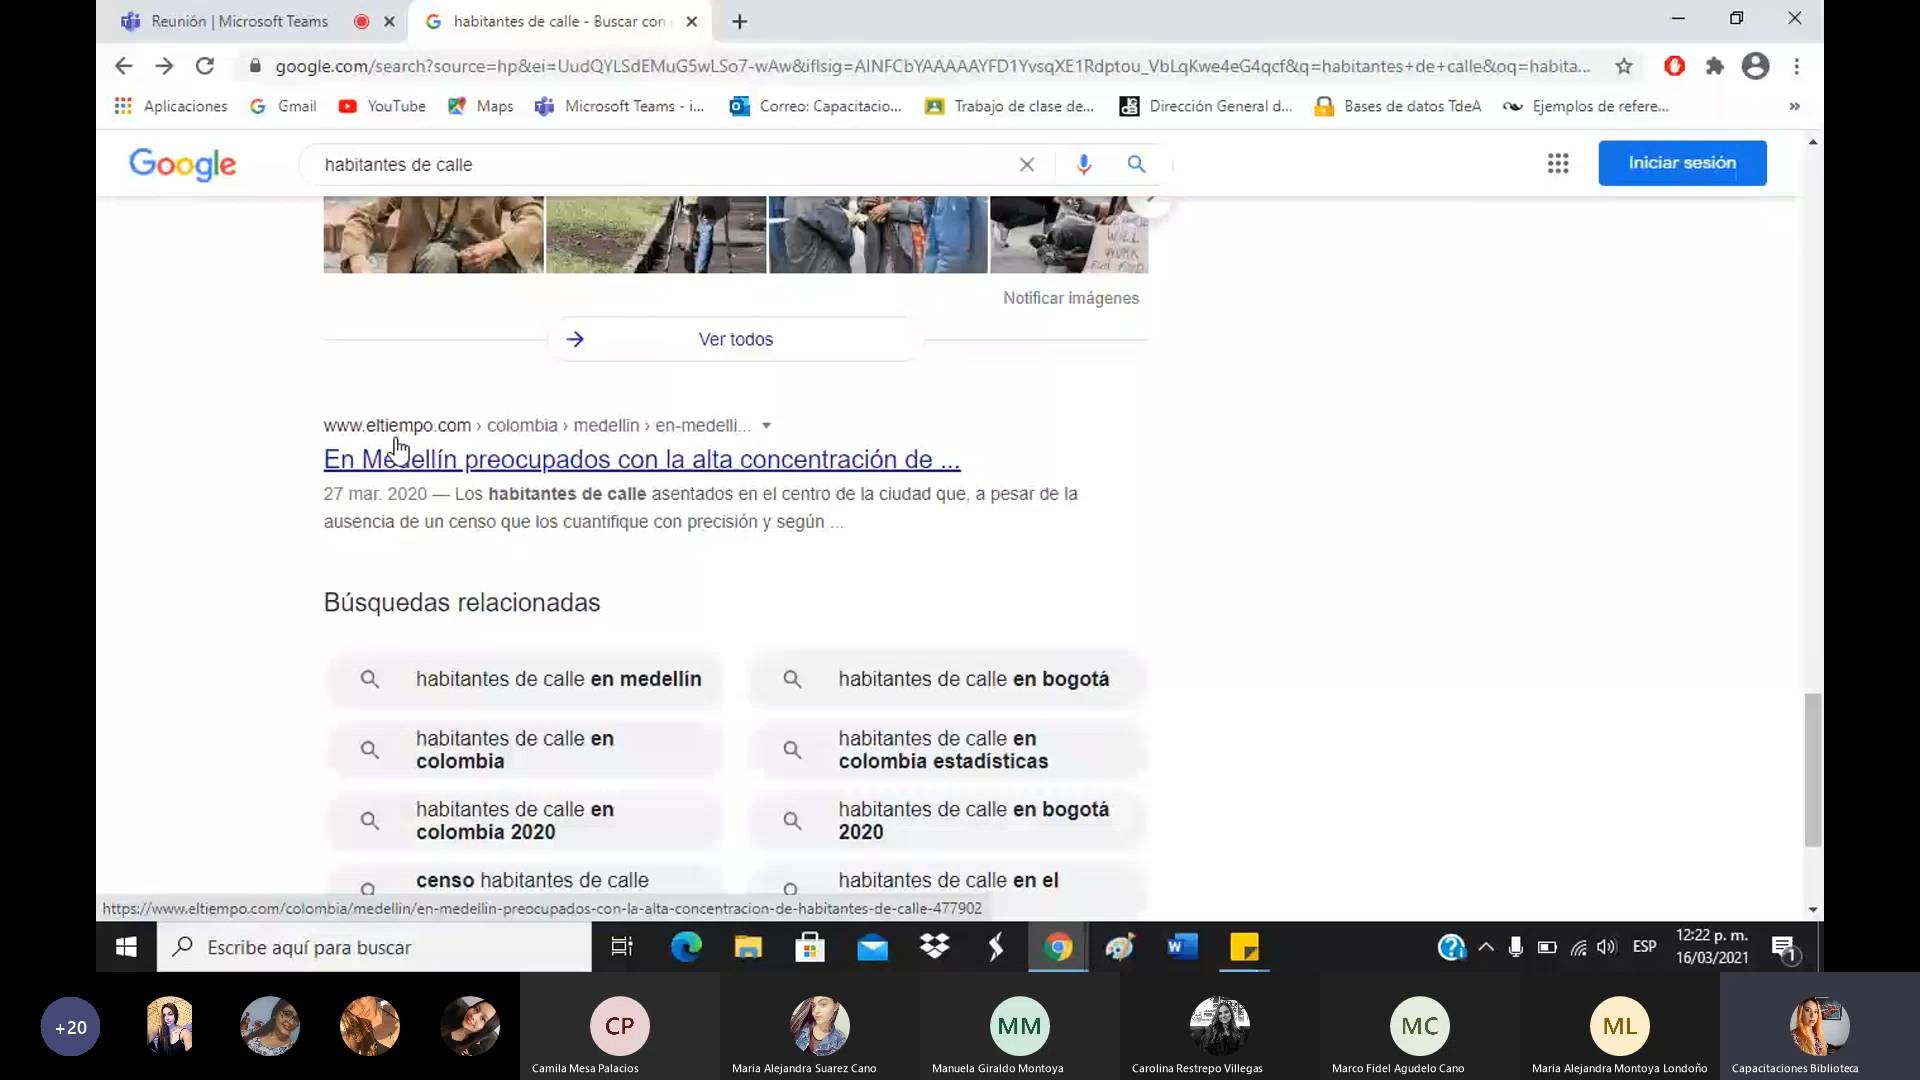 Reunión | Microsoft Teams
habitantes de calle - Buscar con
google.com/search?source=hp&ei=UudQYLSdEMuG5wLSo7-wAw&iflsig=AINFCbYAAAAAYFD1YvsqXE1Rdptou_VbLqKwe4eG4qcf&q=habitantes+de+calle&oq=habita...
Aplicaciones Gmail YouTube Maps Microsoft Teams - i... Correo: Capacitacio... Trabajo de clase de... Dirección General d... Bases de datos TdeA Ejemplos de refere... »
Google habitantes de calle Iniciar sesión
WILL
WORK
FOR FOOD
Notificar imágenes
Ver todos
www.eltiempo.com › colombia › medellin › en-medelli...
En Medellín preocupados con la alta concentración de ...
27 mar. 2020 — Los habitantes de calle asentados en el centro de la ciudad que, a pesar de la
ausencia de un censo que los cuantifique con precisión y según ...
Búsquedas relacionadas
habitantes de calle en medellín
habitantes de calle en bogotá
habitantes de calle en
colombia
habitantes de calle en
colombia estadísticas
habitantes de calle en
colombia 2020
habitantes de calle en bogotá
2020
censo habitantes de calle
habitantes de calle en el
https://www.eltiempo.com/colombia/medellin/en-medellin-preocupados-con-la-alta-concentracion-de-habitantes-de-calle-477902
Escribe aquí para buscar
ESP
12:22 p. m.
16/03/2021
1
+20
CP
MM
MC
ML
Camila Mesa Palacios
Maria Alejandra Suarez Cano
Manuela Giraldo Montoya
Carolina Restrepo Villegas
Marco Fidel Agudelo Cano
Maria Alejandra Montoya Londoño
Capacitaciones Biblioteca